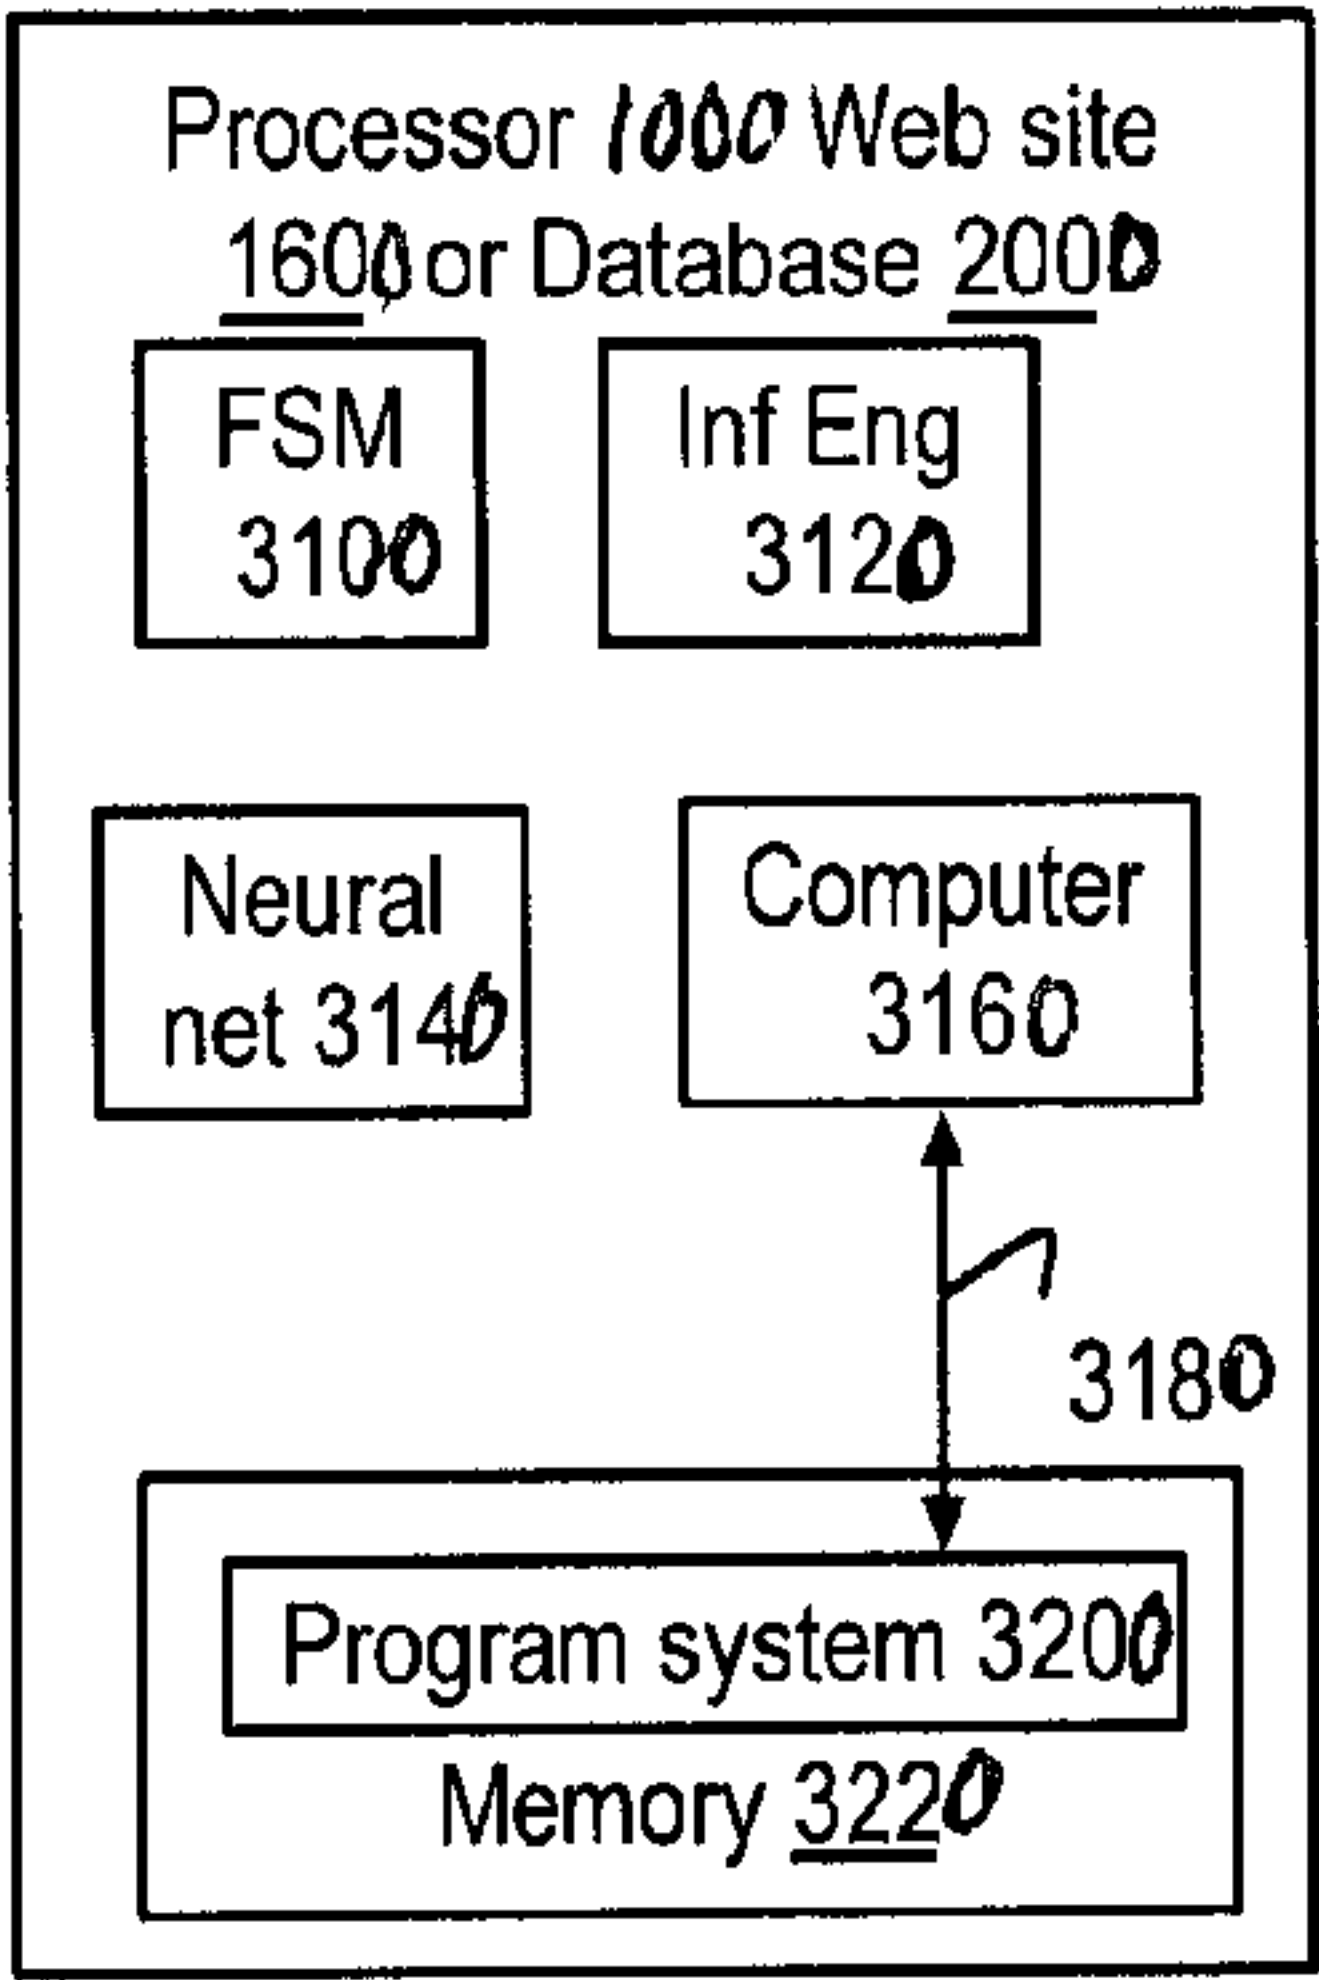 Processor 1000 Web site
1600 or Database 2000
FSM
3100
Inf Eng
3120
Neural
net 3140
Computer
3160
3180
Program system 3200
Memory 3220